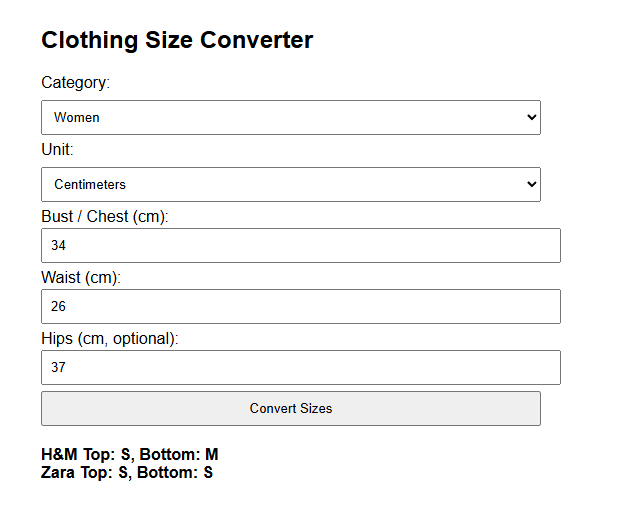 Clothing Size Converter
Category:
Women
Unit:
Centimeters
Bust / Chest (cm):
34
Waist (cm):
26
Hips (cm, optional):
37
Convert Sizes
H&M Top: S, Bottom: M
Zara Top: S, Bottom: S